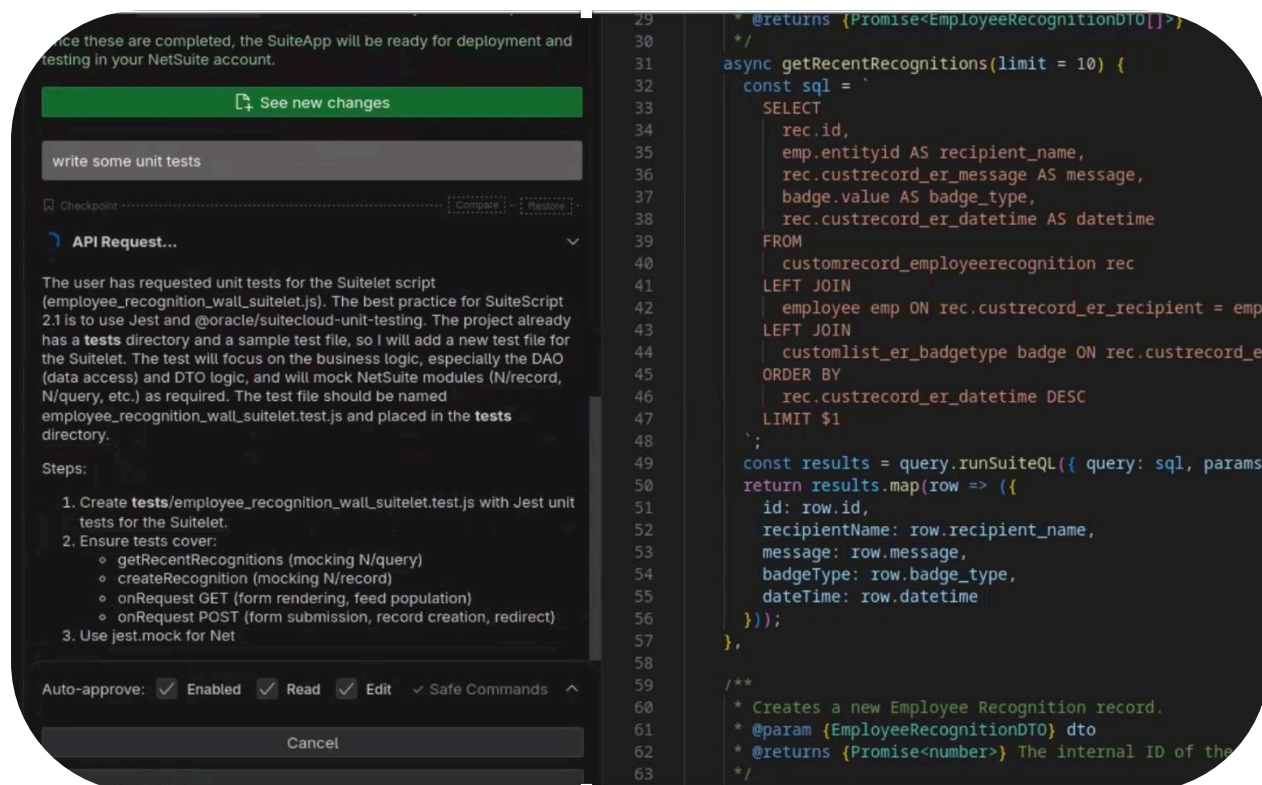 these are completed, the SuiteApp will be ready for deployment and
testing in your NetSuite account.
See new changes
write some unit tests
Checkpoint
Compare
Restore
API Request...
The user has requested unit tests for the Suitelet script
(employee_recognition_wall_suitelet.js). The best practice for SuiteScript
2.1 is to use Jest and @oracle/suitecloud-unit-testing. The project already
has a tests directory and a sample test file, so I will add a new test file for
the Suitelet. The test will focus on the business logic, especially the DAO
(data access) and DTO logic, and will mock NetSuite modules (N/record,
N/query, etc.) as required. The test file should be named
employee_recognition_wall_suitelet.test.js and placed in the tests
directory.
Steps:
1. Create tests/employee_recognition_wall_suitelet.test.js with Jest unit
tests for the Suitelet.
2. Ensure tests cover:
getRecentRecognitions (mocking N/query)
createRecognition (mocking N/record)
onRequest GET (form rendering, feed population)
onRequest POST (form submission, record creation, redirect)
3. Use jest.mock for Net
Auto-approve: Enabled Read Edit ✓ Safe Commands
Cancel
29 * @returns {Promise<EmployeeRecognitionDTO[]>}
30 */
31 async getRecentRecognitions(limit = 10) {
32 const sql = `
33 SELECT
34 rec.id,
35 emp.entityid AS recipient_name,
36 rec.custrecord_er_message AS message,
37 badge.value AS badge_type,
38 rec.custrecord_er_datetime AS datetime
39 FROM
40 customrecord_employeerecognition rec
41 LEFT JOIN
42 employee emp ON rec.custrecord_er_recipient = emp
43 LEFT JOIN
44 customlist_er_badgetype badge ON rec.custrecord_e
45 ORDER BY
46 rec.custrecord_er_datetime DESC
47 LIMIT $1
48 `;
49 const results = query.runSuiteQL({ query: sql, params
50 return results.map(row => ({
51 id: row.id,
52 recipientName: row.recipient_name,
53 message: row.message,
54 badgeType: row.badge_type,
55 dateTime: row.datetime
56 }));
57 },
58
59 /**
60 * Creates a new Employee Recognition record.
61 * @param {EmployeeRecognitionDTO} dto
62 * @returns {Promise<number>} The internal ID of the
63 */